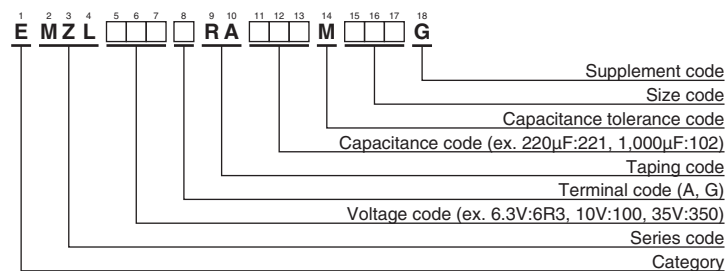 1 2 3 4 5 6 7 8 9 10 11 12 13 14 15 16 17 18
E M Z L □□□ □ R A □□□ M □□□ G
Supplement code
Size code
Capacitance tolerance code
Capacitance code (ex. 220µF:221, 1,000µF:102)
Taping code
Terminal code (A, G)
Voltage code (ex. 6.3V:6R3, 10V:100, 35V:350)
Series code
Category